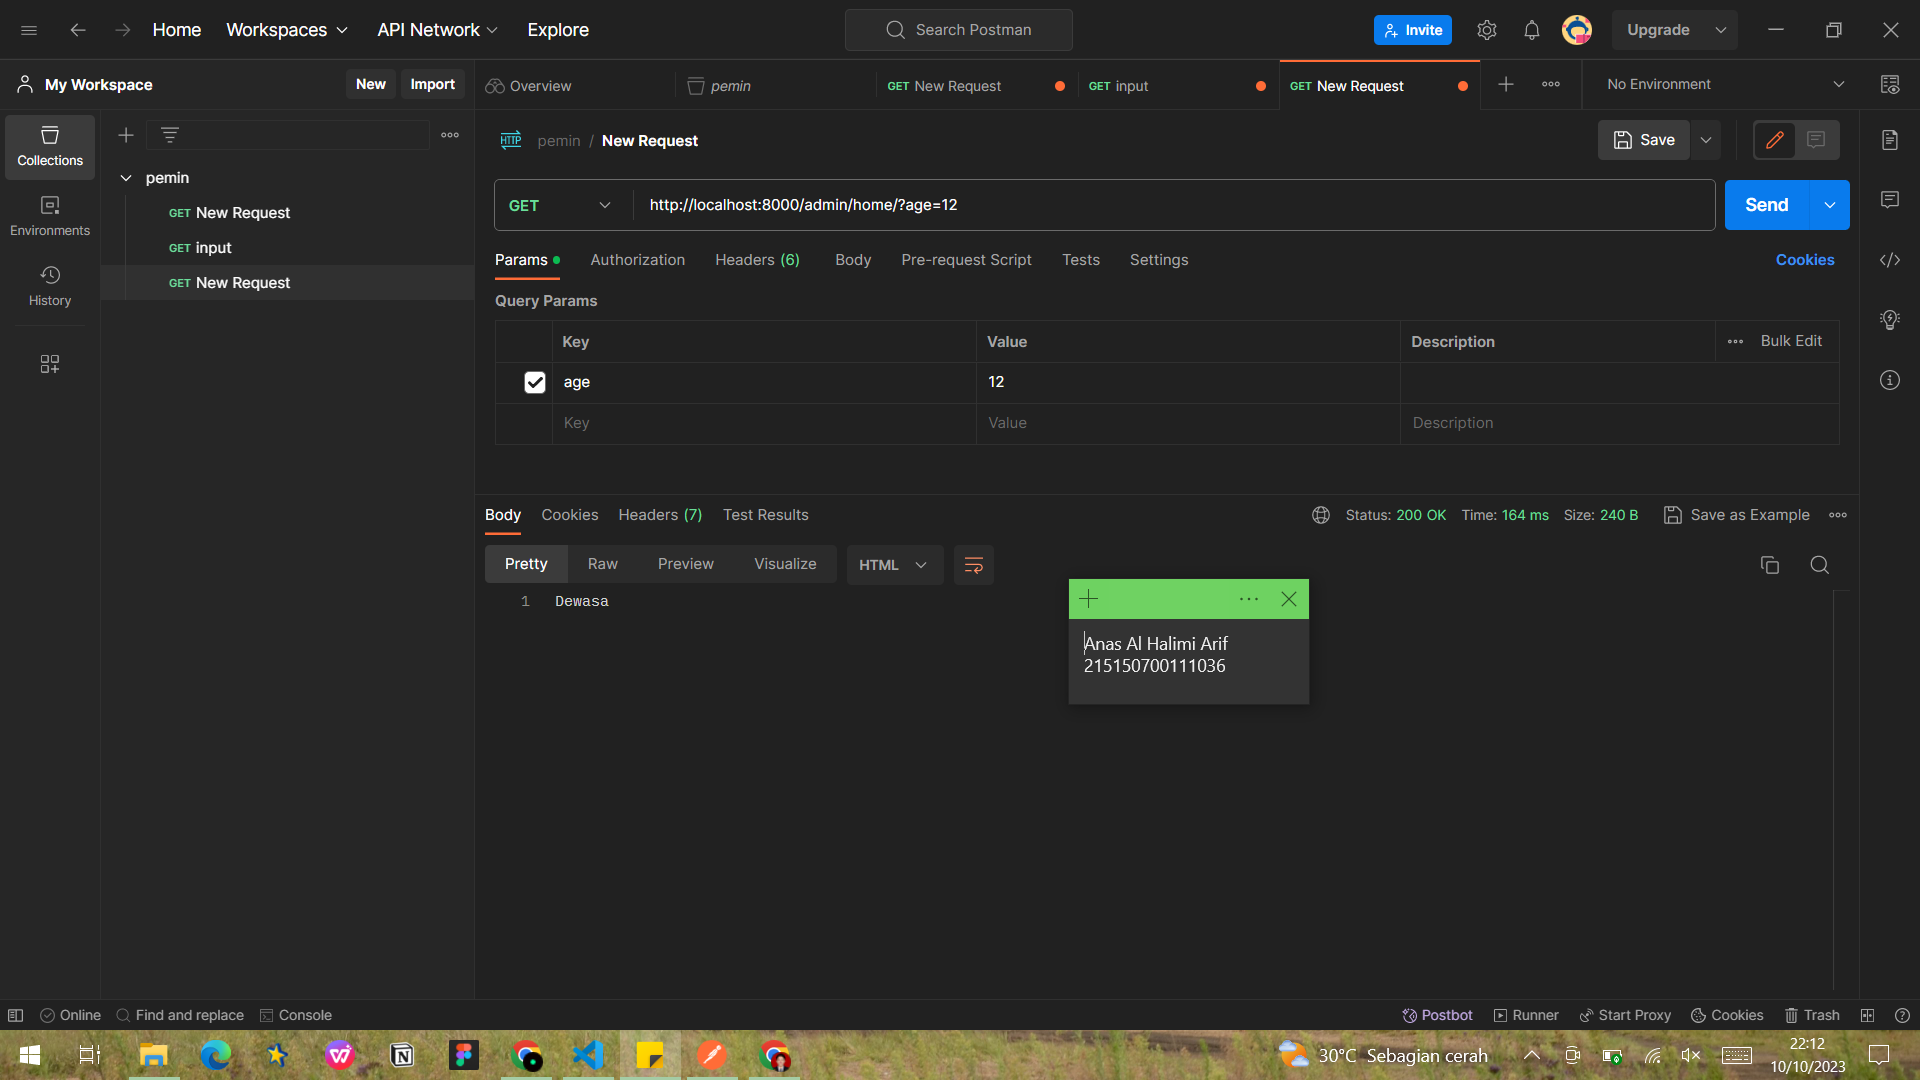 Home Workspaces API Network Explore Search Postman Invite Upgrade
My Workspace New Import Overview pemin GET New Request GET input GET New Request No Environment
Collections
Environments
History
pemin
GET New Request
GET input
GET New Request
HTTP pemin / New Request Save
GET http://localhost:8000/admin/home/?age=12 Send
Params Authorization Headers (6) Body Pre-request Script Tests Settings Cookies
Query Params
Key Value Description Bulk Edit
age 12
Key Value Description
Body Cookies Headers (7) Test Results Status: 200 OK Time: 164 ms Size: 240 B Save as Example
Pretty Raw Preview Visualize HTML
1 Dewasa
Anas Al Halimi Arif
215150700111036
Online Find and replace Console Postbot Runner Start Proxy Cookies Trash
30°C Sebagian cerah 22:12
10/10/2023